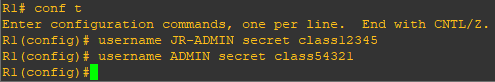 R1# conf t
Enter configuration commands, one per line.  End with CNTL/Z.
R1(config)# username JR-ADMIN secret class12345
R1(config)# username ADMIN secret class54321
R1(config)#